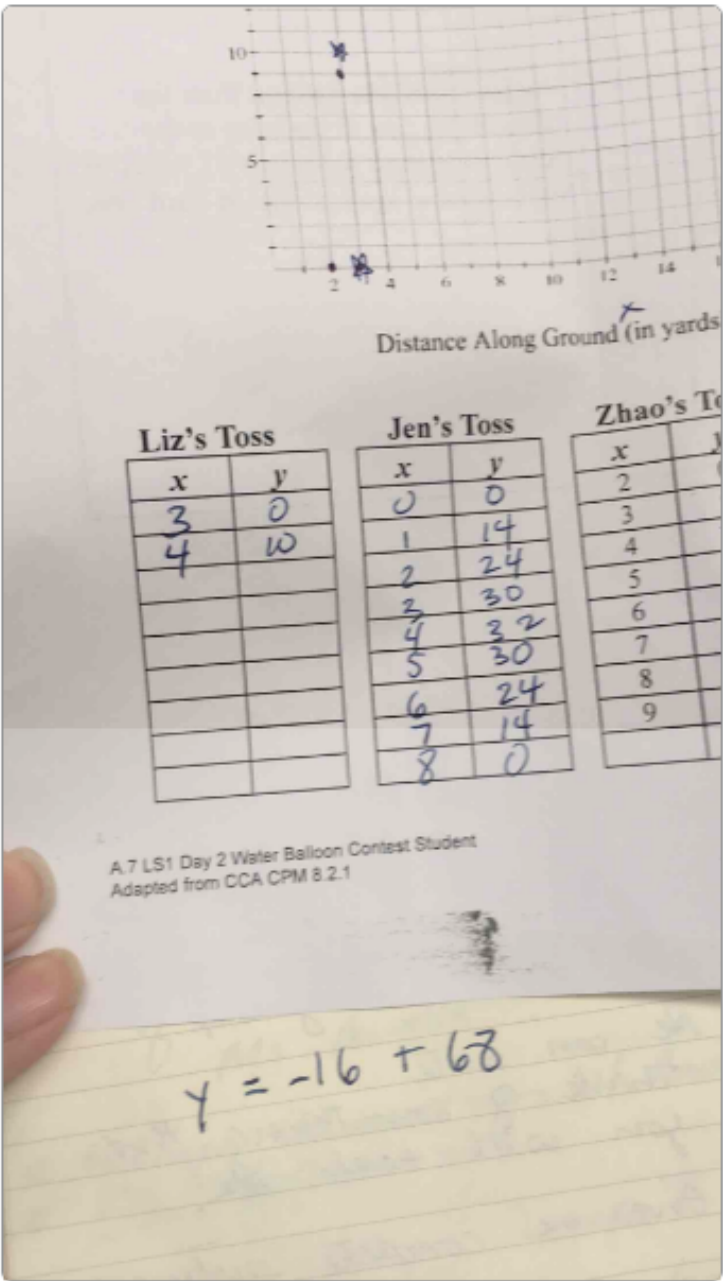 10
5
2 4 6 8 10 12 14
x
Distance Along Ground (in yards
Liz's Toss
x y
3 0
4 10
Jen's Toss
x y
0 0
1 14
2 24
3 30
4 32
5 30
6 24
7 14
8 0
Zhao's
x
2
3
4
5
6
7
8
9
A.7 LS1 Day 2 Water Balloon Contest Student
Adapted from CCA CPM 8.2.1
y = -16 + 68